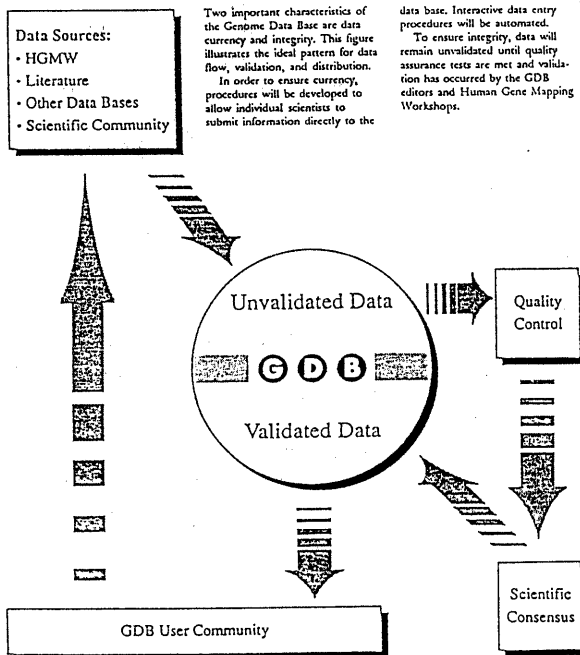 Data Sources:
• HGMW
• Literature
• Other Data Bases
• Scientific Community
Two important characteristics of
the Genome Data Base are data
currency and integrity. This figure
illustrates the ideal pattern for data
flow, validation, and distribution.
In order to ensure currency,
procedures will be developed to
allow individual scientists to
submit information directly to the
data base. Interactive data entry
procedures will be automated.
To ensure integrity, data will
remain unvalidated until quality
assurance tests are met and valida-
tion has occurred by the GDB
editors and Human Gene Mapping
Workshops.
Unvalidated Data
G D B
Validated Data
Quality
Control
Scientific
Consensus
GDB User Community